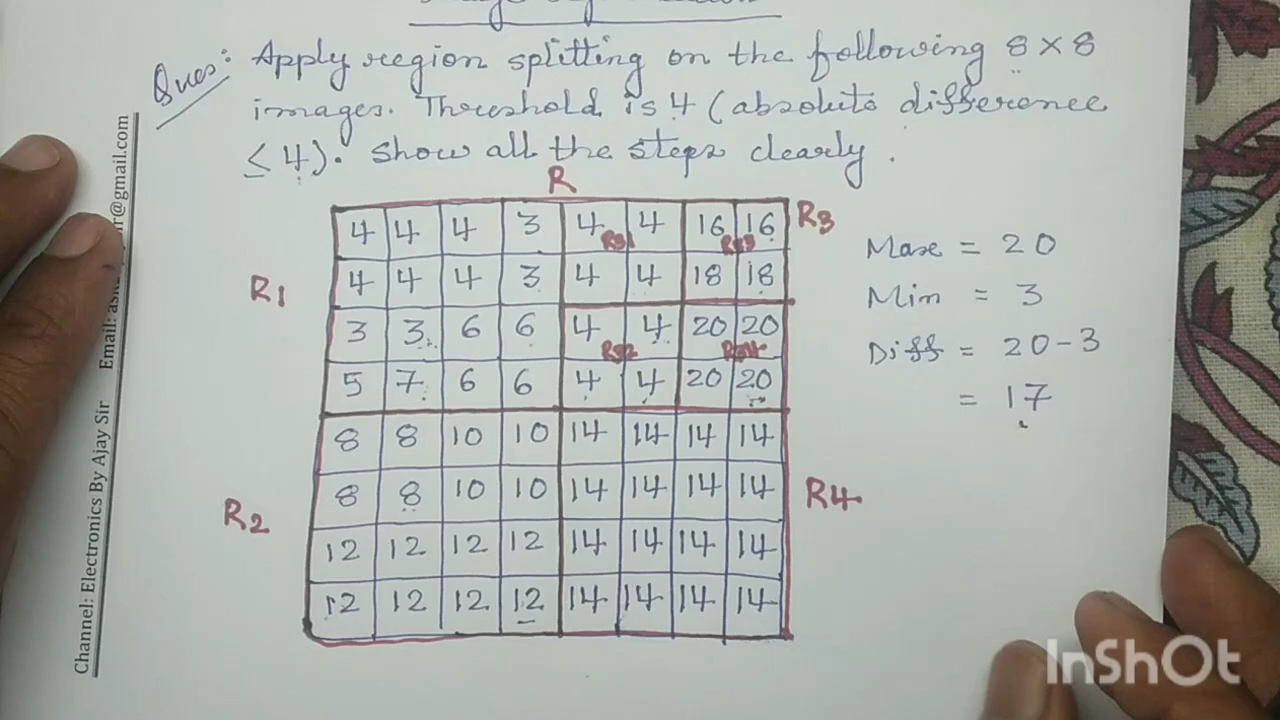 Ques: Apply region splitting on the following 8 × 8
images. Threshold is 4 (absolute difference
≤ 4). Show all the steps clearly.
R
4 4 4 3 4 4 16 16 R3
4 4 4 3 4 4 18 18
R1
3 3 6 6 4 4 20 20
5 7 6 6 4 4 20 20
8 8 10 10 14 14 14 14
8 8 10 10 14 14 14 14 R4
R2
12 12 12 12 14 14 14 14
12 12 12 12 14 14 14 14
R32
Max = 20
Min = 3
Diff = 20-3
= 17
Channel: Electronics By Ajay Sir Email:
@gmail.com
InShOt